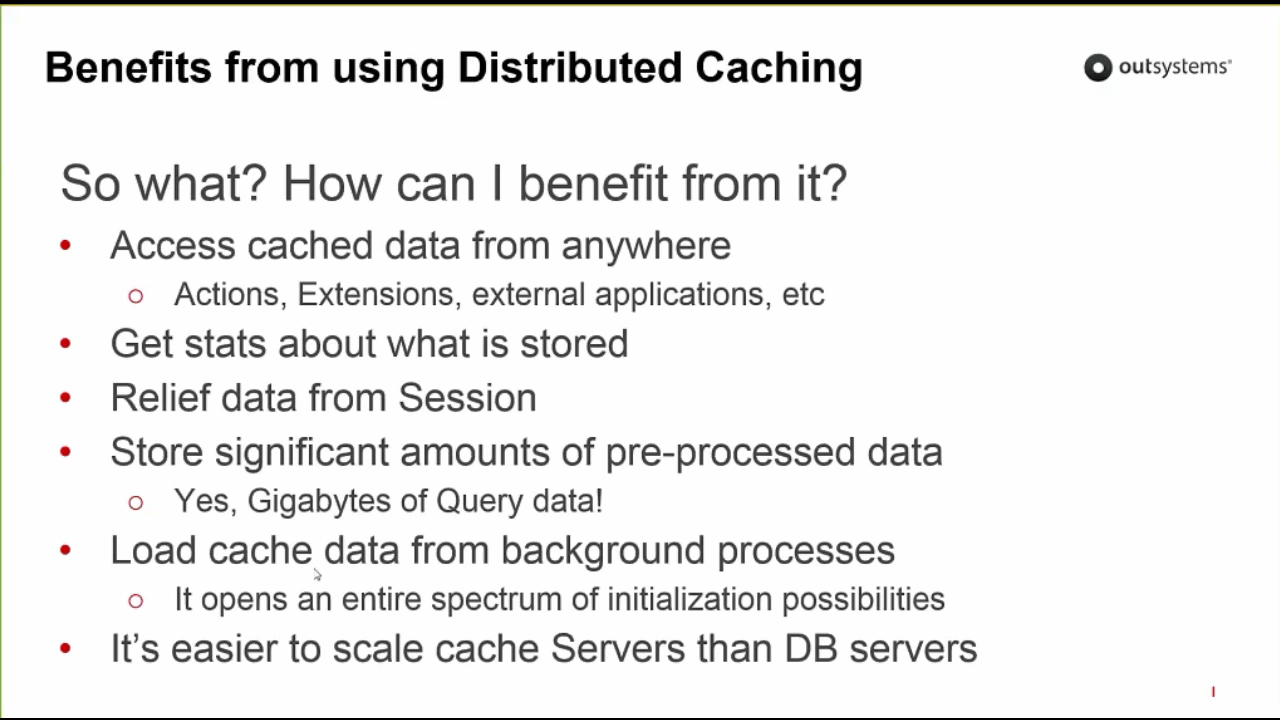 Benefits from using Distributed Caching
outsystems®
So what? How can I benefit from it?
• Access cached data from anywhere
○ Actions, Extensions, external applications, etc
• Get stats about what is stored
• Relief data from Session
• Store significant amounts of pre-processed data
○ Yes, Gigabytes of Query data!
• Load cache data from background processes
○ It opens an entire spectrum of initialization possibilities
• It’s easier to scale cache Servers than DB servers
I